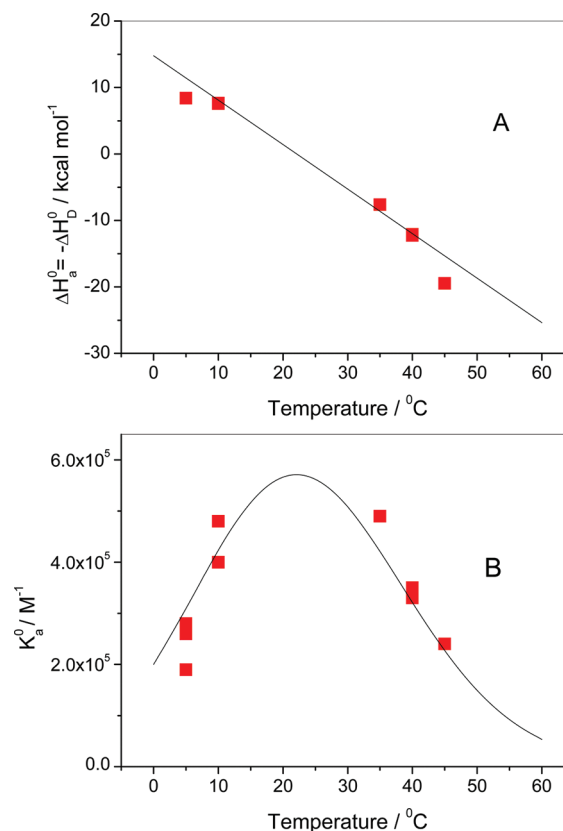 20
10
0
-10
-20
-30
ΔH⁰ₐ = -ΔH⁰_D / kcal mol⁻¹
A
0 10 20 30 40 50 60
Temperature / ⁰C
6.0x10⁵
4.0x10⁵
2.0x10⁵
0.0
K⁰ₐ / M⁻¹
B
0 10 20 30 40 50 60
Temperature / ⁰C